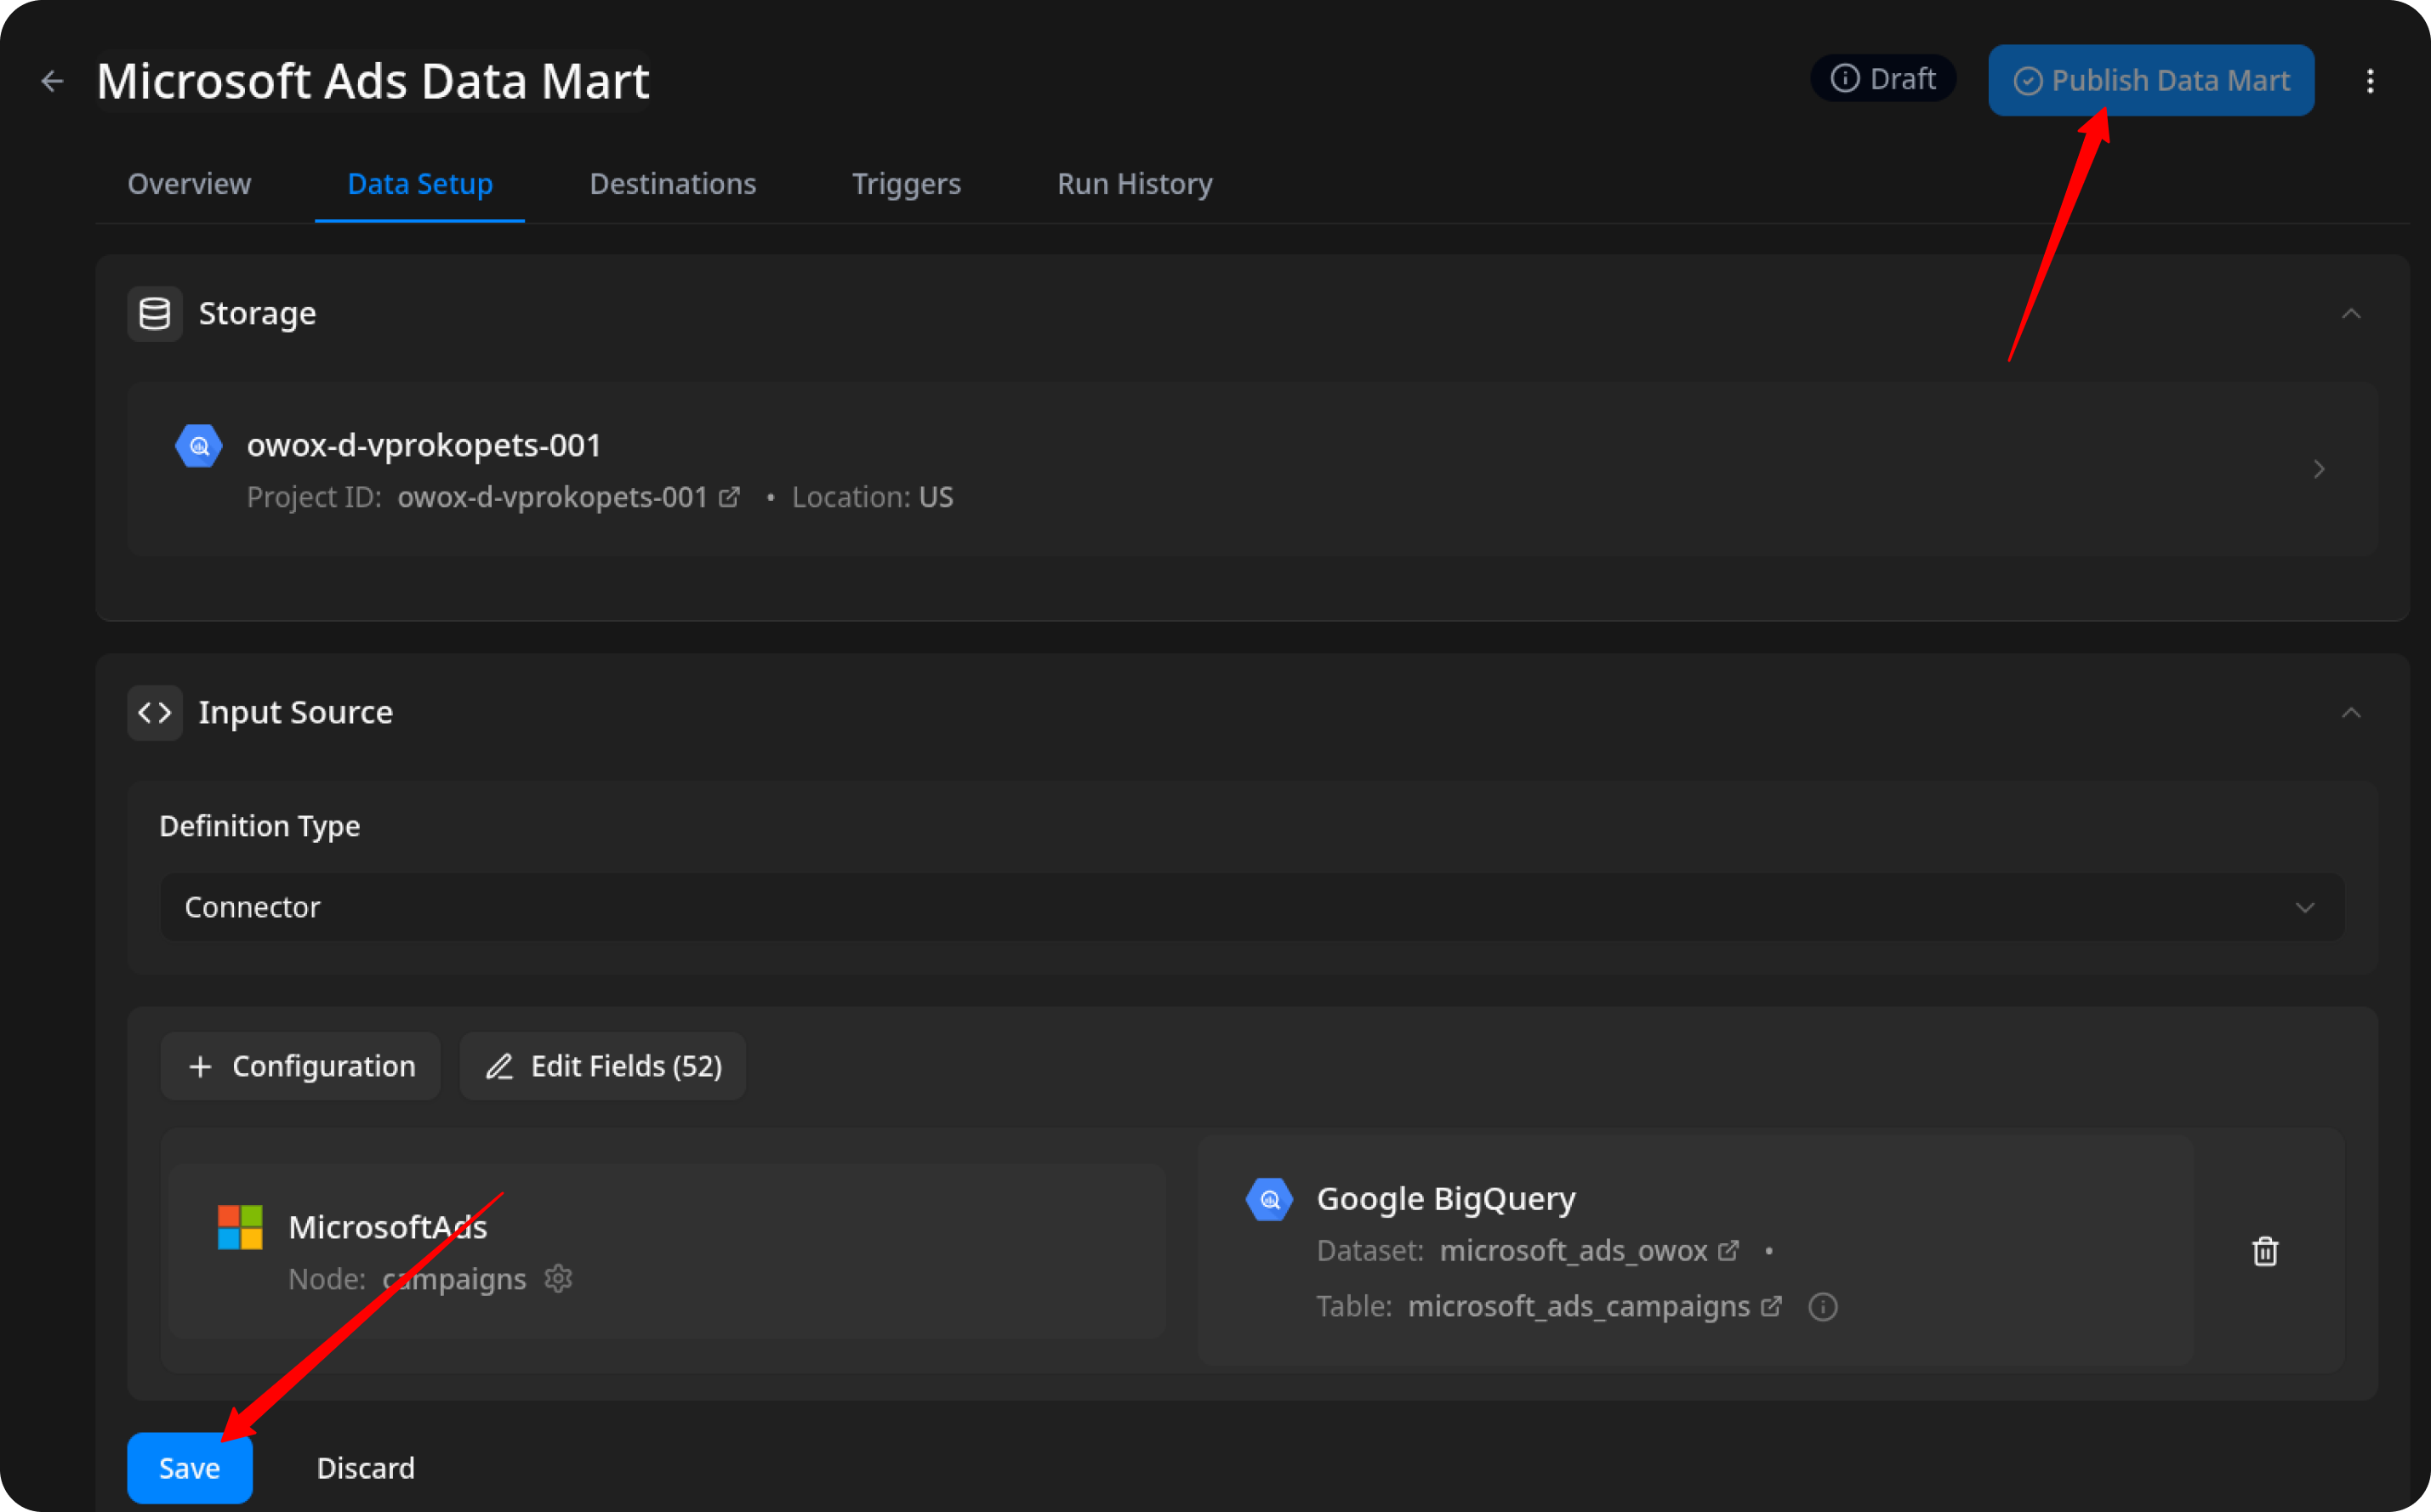 Microsoft Ads Data Mart
Draft
Publish Data Mart
Overview
Data Setup
Destinations
Triggers
Run History
Storage
owox-d-vprokopets-001
Project ID: owox-d-vprokopets-001 • Location: US
Input Source
Definition Type
Connector
Configuration
Edit Fields (52)
MicrosoftAds
Node: campaigns
Google BigQuery
Dataset: microsoft_ads_owox •
Table: microsoft_ads_campaigns
Save
Discard